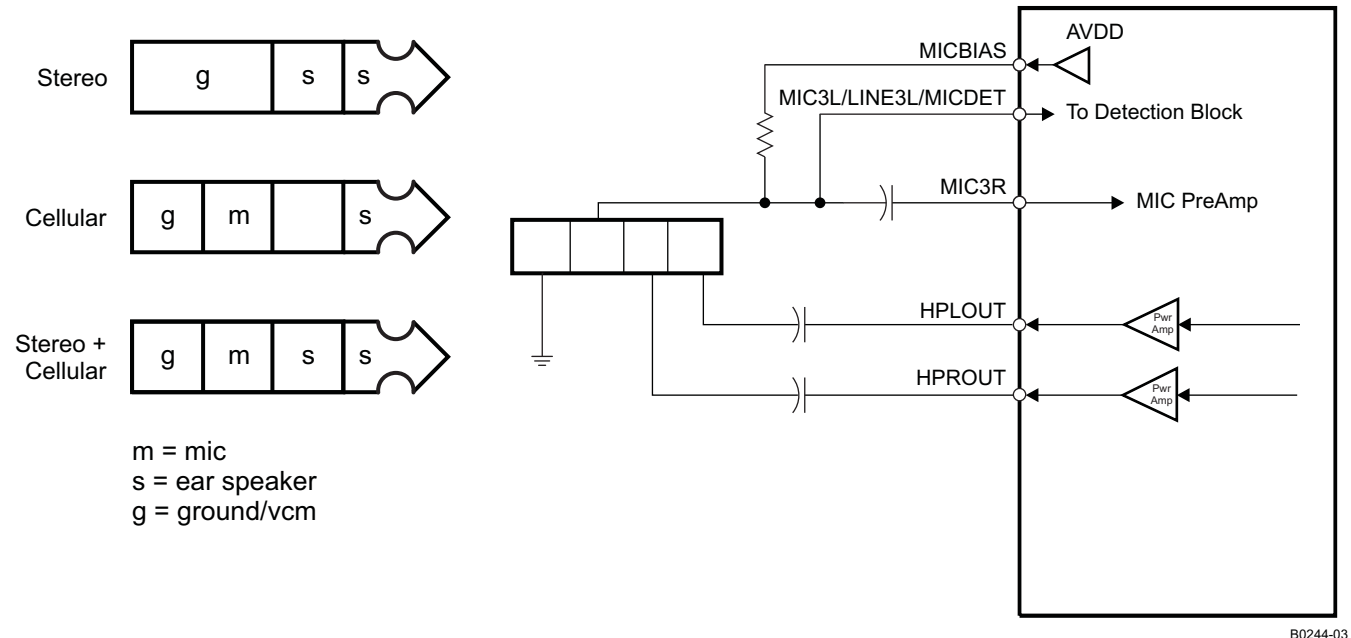 Stereo
g s s
Cellular
g m s
Stereo +
Cellular
g m s s
m = mic
s = ear speaker
g = ground/vcm
AVDD
MICBIAS
MIC3L/LINE3L/MICDET
To Detection Block
MIC3R
MIC PreAmp
HPLOUT
Pwr
Amp
HPROUT
Pwr
Amp
B0244-03